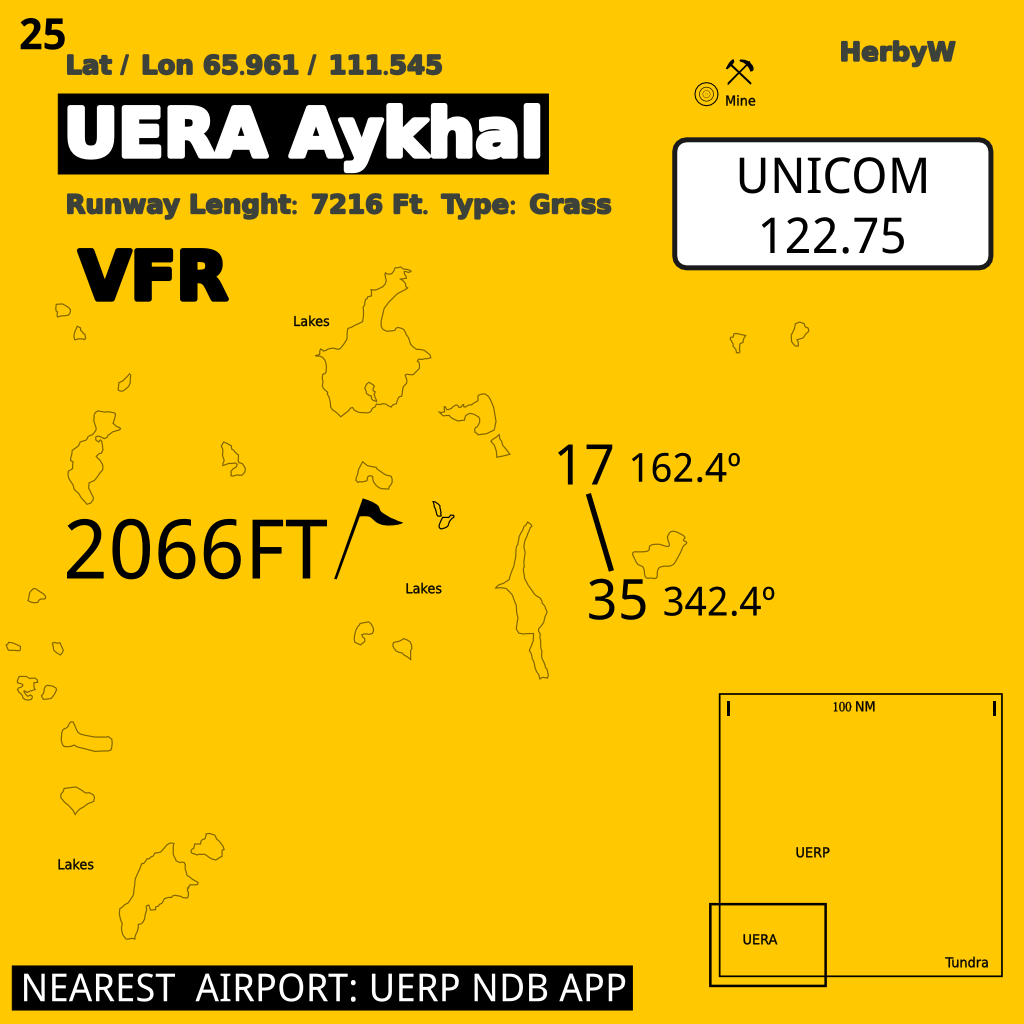 25
Lat / Lon 65.961 / 111.545
HerbyW
Mine
UERA Aykhal
UNICOM
122.75
Runway Lenght: 7216 Ft. Type: Grass
VFR
Lakes
17 162.4º
2066FT
Lakes
35 342.4º
100 NM
UERP
Lakes
UERA
Tundra
NEAREST AIRPORT: UERP NDB APP